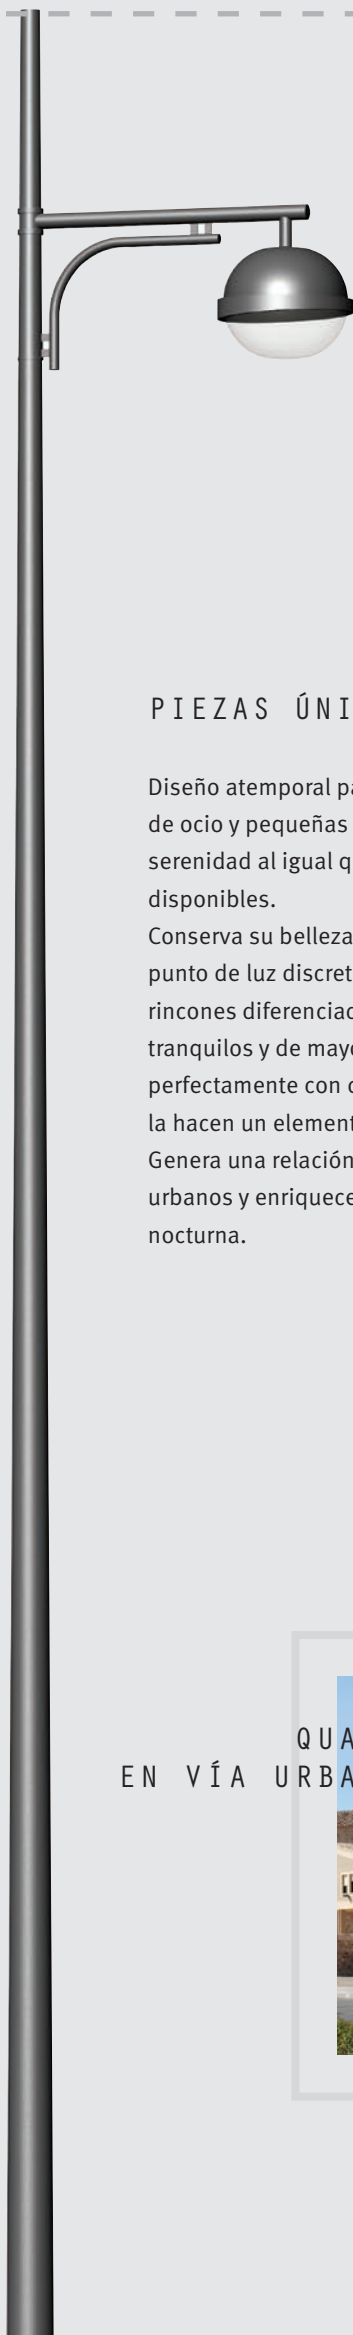 PIEZAS ÚNI
Diseño atemporal pa
de ocio y pequeñas
serenidad al igual q
disponibles.
Conserva su belleza
punto de luz discret
rincones diferenciad
tranquilos y de mayo
perfectamente con
la hacen un element
Genera una relación
urbanos y enriquece
nocturna.
QUA
EN VÍA URBA